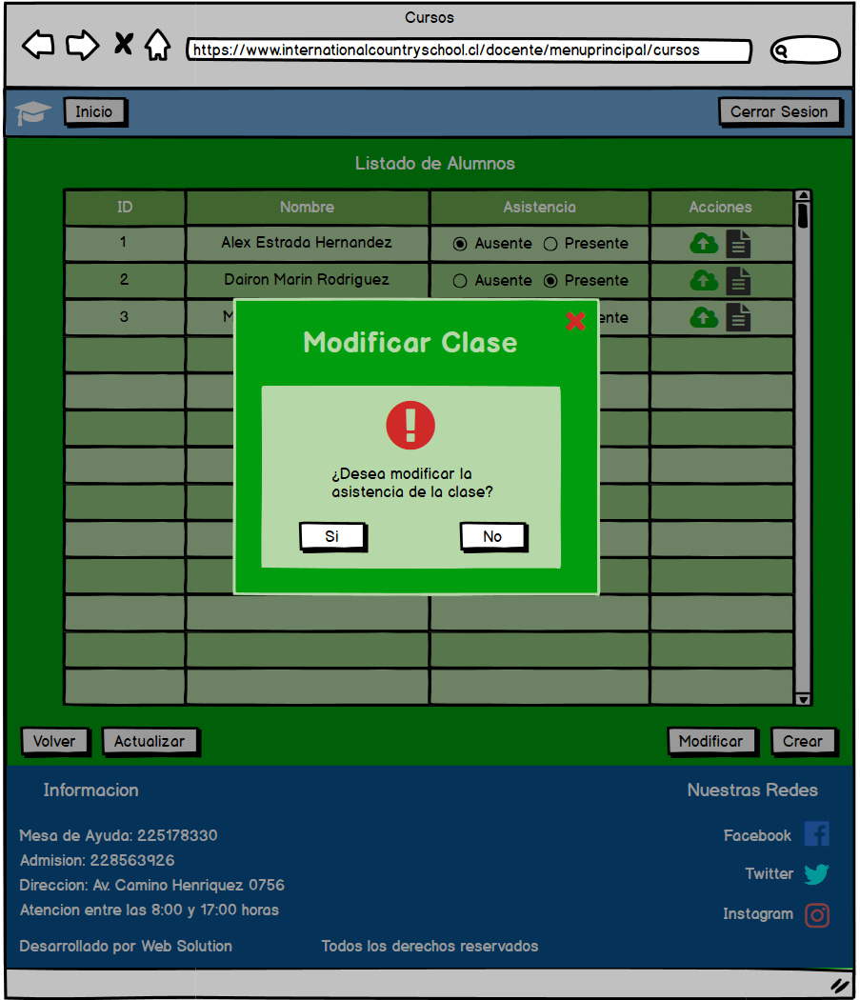 Cursos
https://www.internationalcountryschool.cl/docente/menuprincipal/cursos
Inicio
Cerrar Sesion
Listado de Alumnos
ID Nombre Asistencia Acciones
1 Alex Estrada Hernandez Ausente Presente
2 Dairon Marin Rodriguez Ausente Presente
3
Modificar Clase
¿Desea modificar la
asistencia de la clase?
Si No
Volver Actualizar Modificar Crear
Informacion Nuestras Redes
Mesa de Ayuda: 225178330 Facebook
Admision: 228563926
Twitter
Direccion: Av. Camino Henriquez 0756
Atencion entre las 8:00 y 17:00 horas Instagram
Desarrollado por Web Solution Todos los derechos reservados